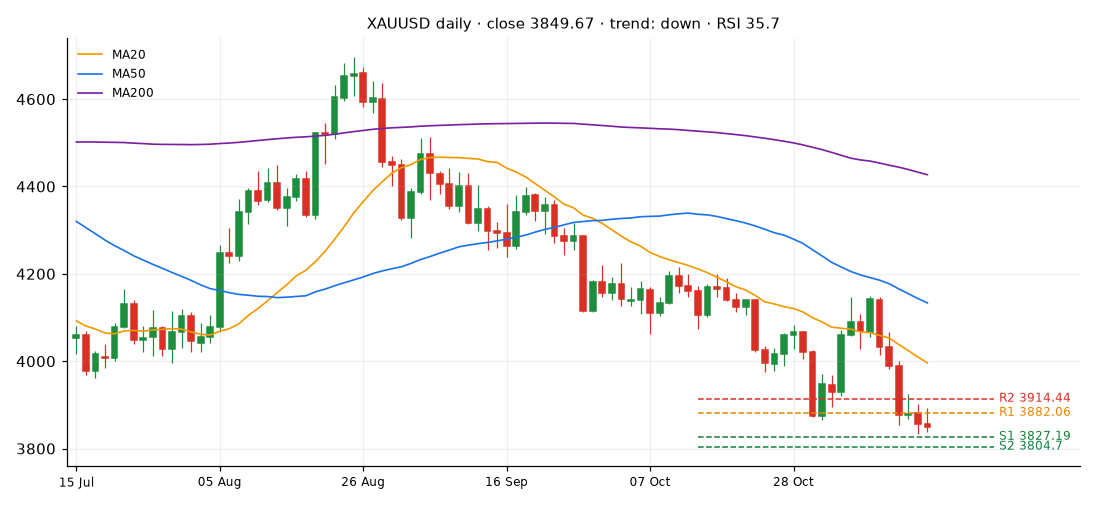 XAUUSD daily · close 3849.67 · trend: down · RSI 35.7
MA20
MA50
MA200
4600
4400
4200
4000
3800
R2 3914.44
R1 3882.06
S1 3827.19
S2 3804.7
15 Jul
05 Aug
26 Aug
16 Sep
07 Oct
28 Oct